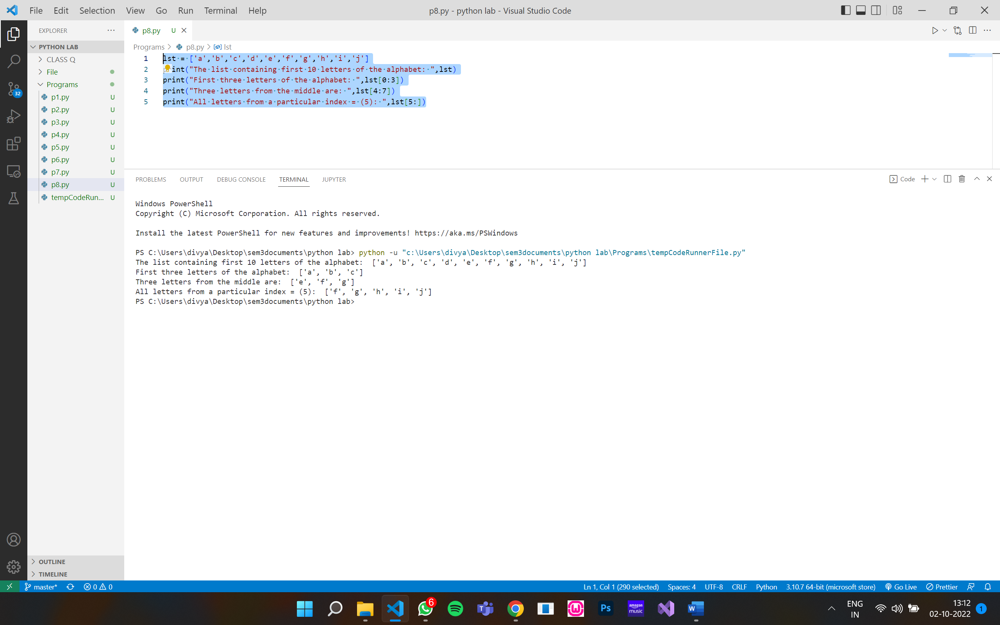 File Edit Selection View Go Run Terminal Help
p8.py - python lab - Visual Studio Code
EXPLORER
PYTHON LAB
CLASS Q
File
Programs
p1.py U
p2.py U
p3.py U
p4.py U
p5.py U
p6.py U
p7.py U
p8.py U
tempCodeRun... U
OUTLINE
TIMELINE
32
p8.py U
Programs > p8.py > lst
1 lst = ['a','b','c','d','e','f','g','h','i','j']
2 int("The list containing first 10 letters of the alphabet: ",lst)
3 print("First three letters of the alphabet: ",lst[0:3])
4 print("Three letters from the middle are: ",lst[4:7])
5 print("All letters from a particular index = (5): ",lst[5:])
PROBLEMS OUTPUT DEBUG CONSOLE TERMINAL JUPYTER
Code
Windows PowerShell
Copyright (C) Microsoft Corporation. All rights reserved.
Install the latest PowerShell for new features and improvements! https://aka.ms/PSWindows
PS C:\Users\divya\Desktop\sem3documents\python lab> python -u "c:\Users\divya\Desktop\sem3documents\python lab\Programs\tempCodeRunnerFile.py"
The list containing first 10 letters of the alphabet:  ['a', 'b', 'c', 'd', 'e', 'f', 'g', 'h', 'i', 'j']
First three letters of the alphabet:  ['a', 'b', 'c']
Three letters from the middle are:  ['e', 'f', 'g']
All letters from a particular index = (5):  ['f', 'g', 'h', 'i', 'j']
PS C:\Users\divya\Desktop\sem3documents\python lab>
master* 0 0
Ln 1, Col 1 (290 selected) Spaces: 4 UTF-8 CRLF Python 3.10.7 64-bit (microsoft store) Go Live Prettier
6
T
Ps
amazon
music
W
ENG
IN
13:12
02-10-2022
1